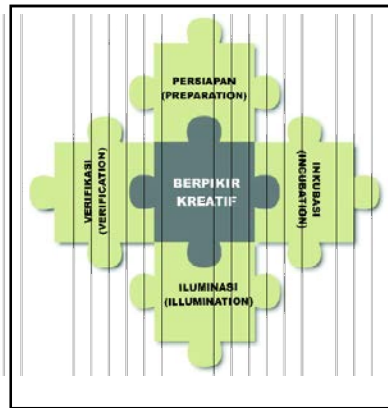 PERSIAPAN
(PREPARATION)
VERIFIKASI
(VERIFICATION)
BERPIKIR
KREATIF
INKUBASI
(INCUBATION)
ILUMINASI
(ILLUMINATION)